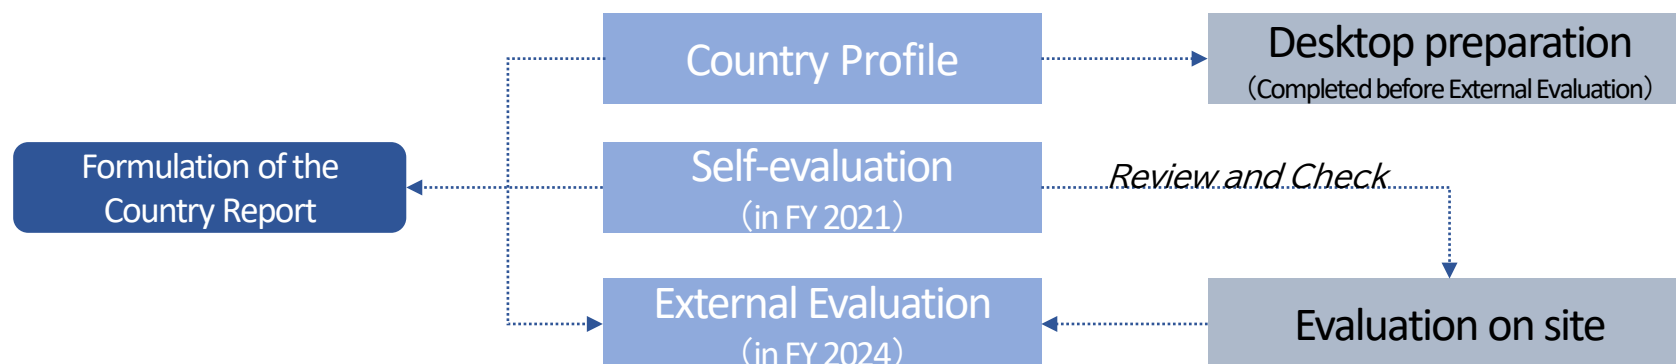 Country Profile
Desktop preparation
（Completed before External Evaluation）
Formulation of the
Country Report
Self-evaluation
（in FY 2021）
Review and Check
External Evaluation
（in FY 2024）
Evaluation on site